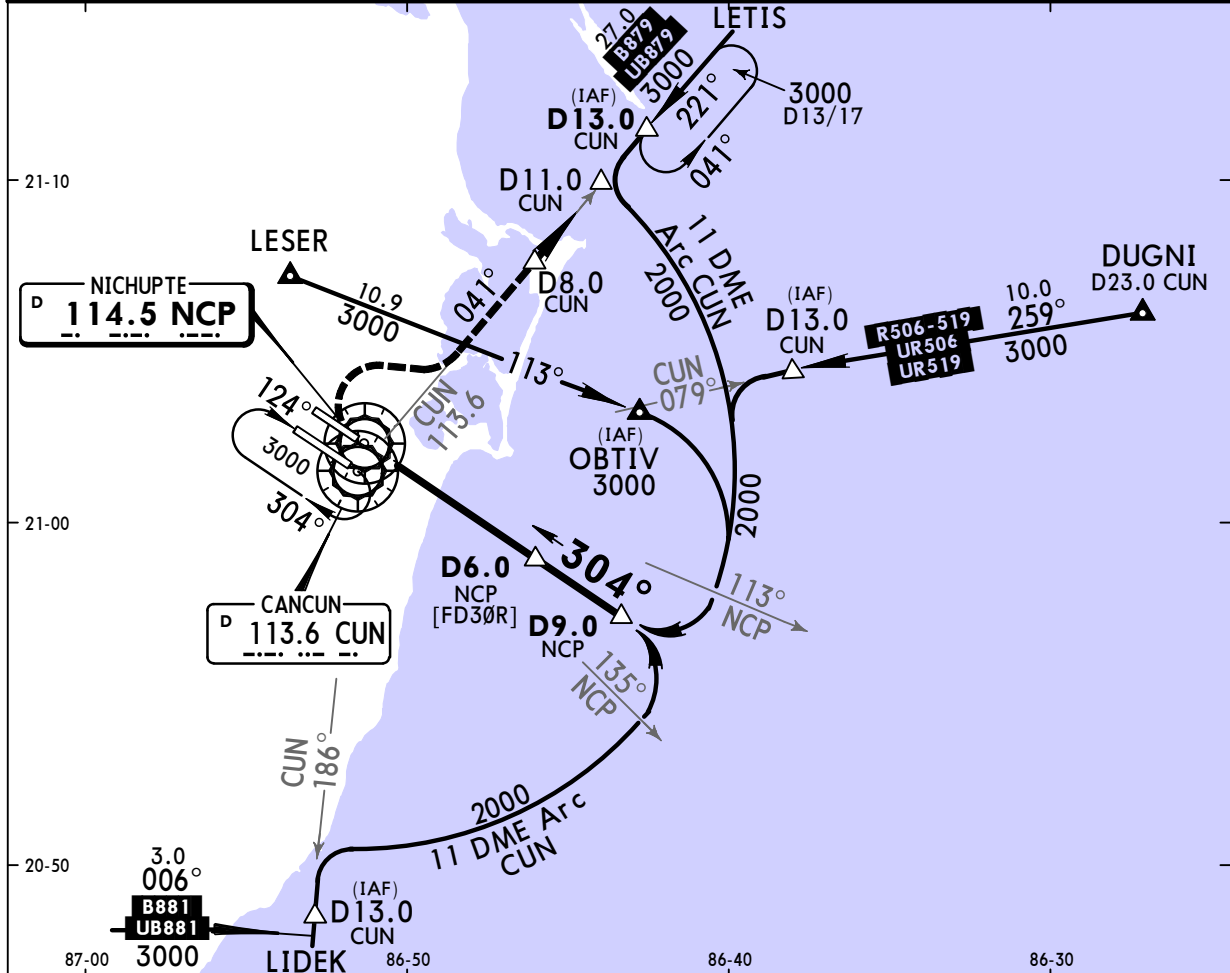 LETIS
27.0
B879
UB879
3000
221°
041°
3000
D13/17
(IAF)
D13.0
CUN
21-10
D11.0
CUN
LESER
10.9
3000
113°
041°
D8.0
CUN
11 DME
Arc CUN
2000
DUGNI
D23.0 CUN
(IAF)
D13.0
CUN
10.0
259°
3000
R506-519
UR506
UR519
NICHUPTE
D 114.5 NCP
124°
3000
304°
CUN
113.6
CUN
079°
(IAF)
OBTIV
3000
2000
21-00
304°
D6.0
NCP
[FD3ØR]
D9.0
NCP
113°
NCP
135°
NCP
CANCUN
D 113.6 CUN
CUN
186°
2000
11 DME Arc
CUN
20-50
3.0
006°
B881
UB881
3000
(IAF)
D13.0
CUN
LIDEK
87-00
86-50
86-40
86-30